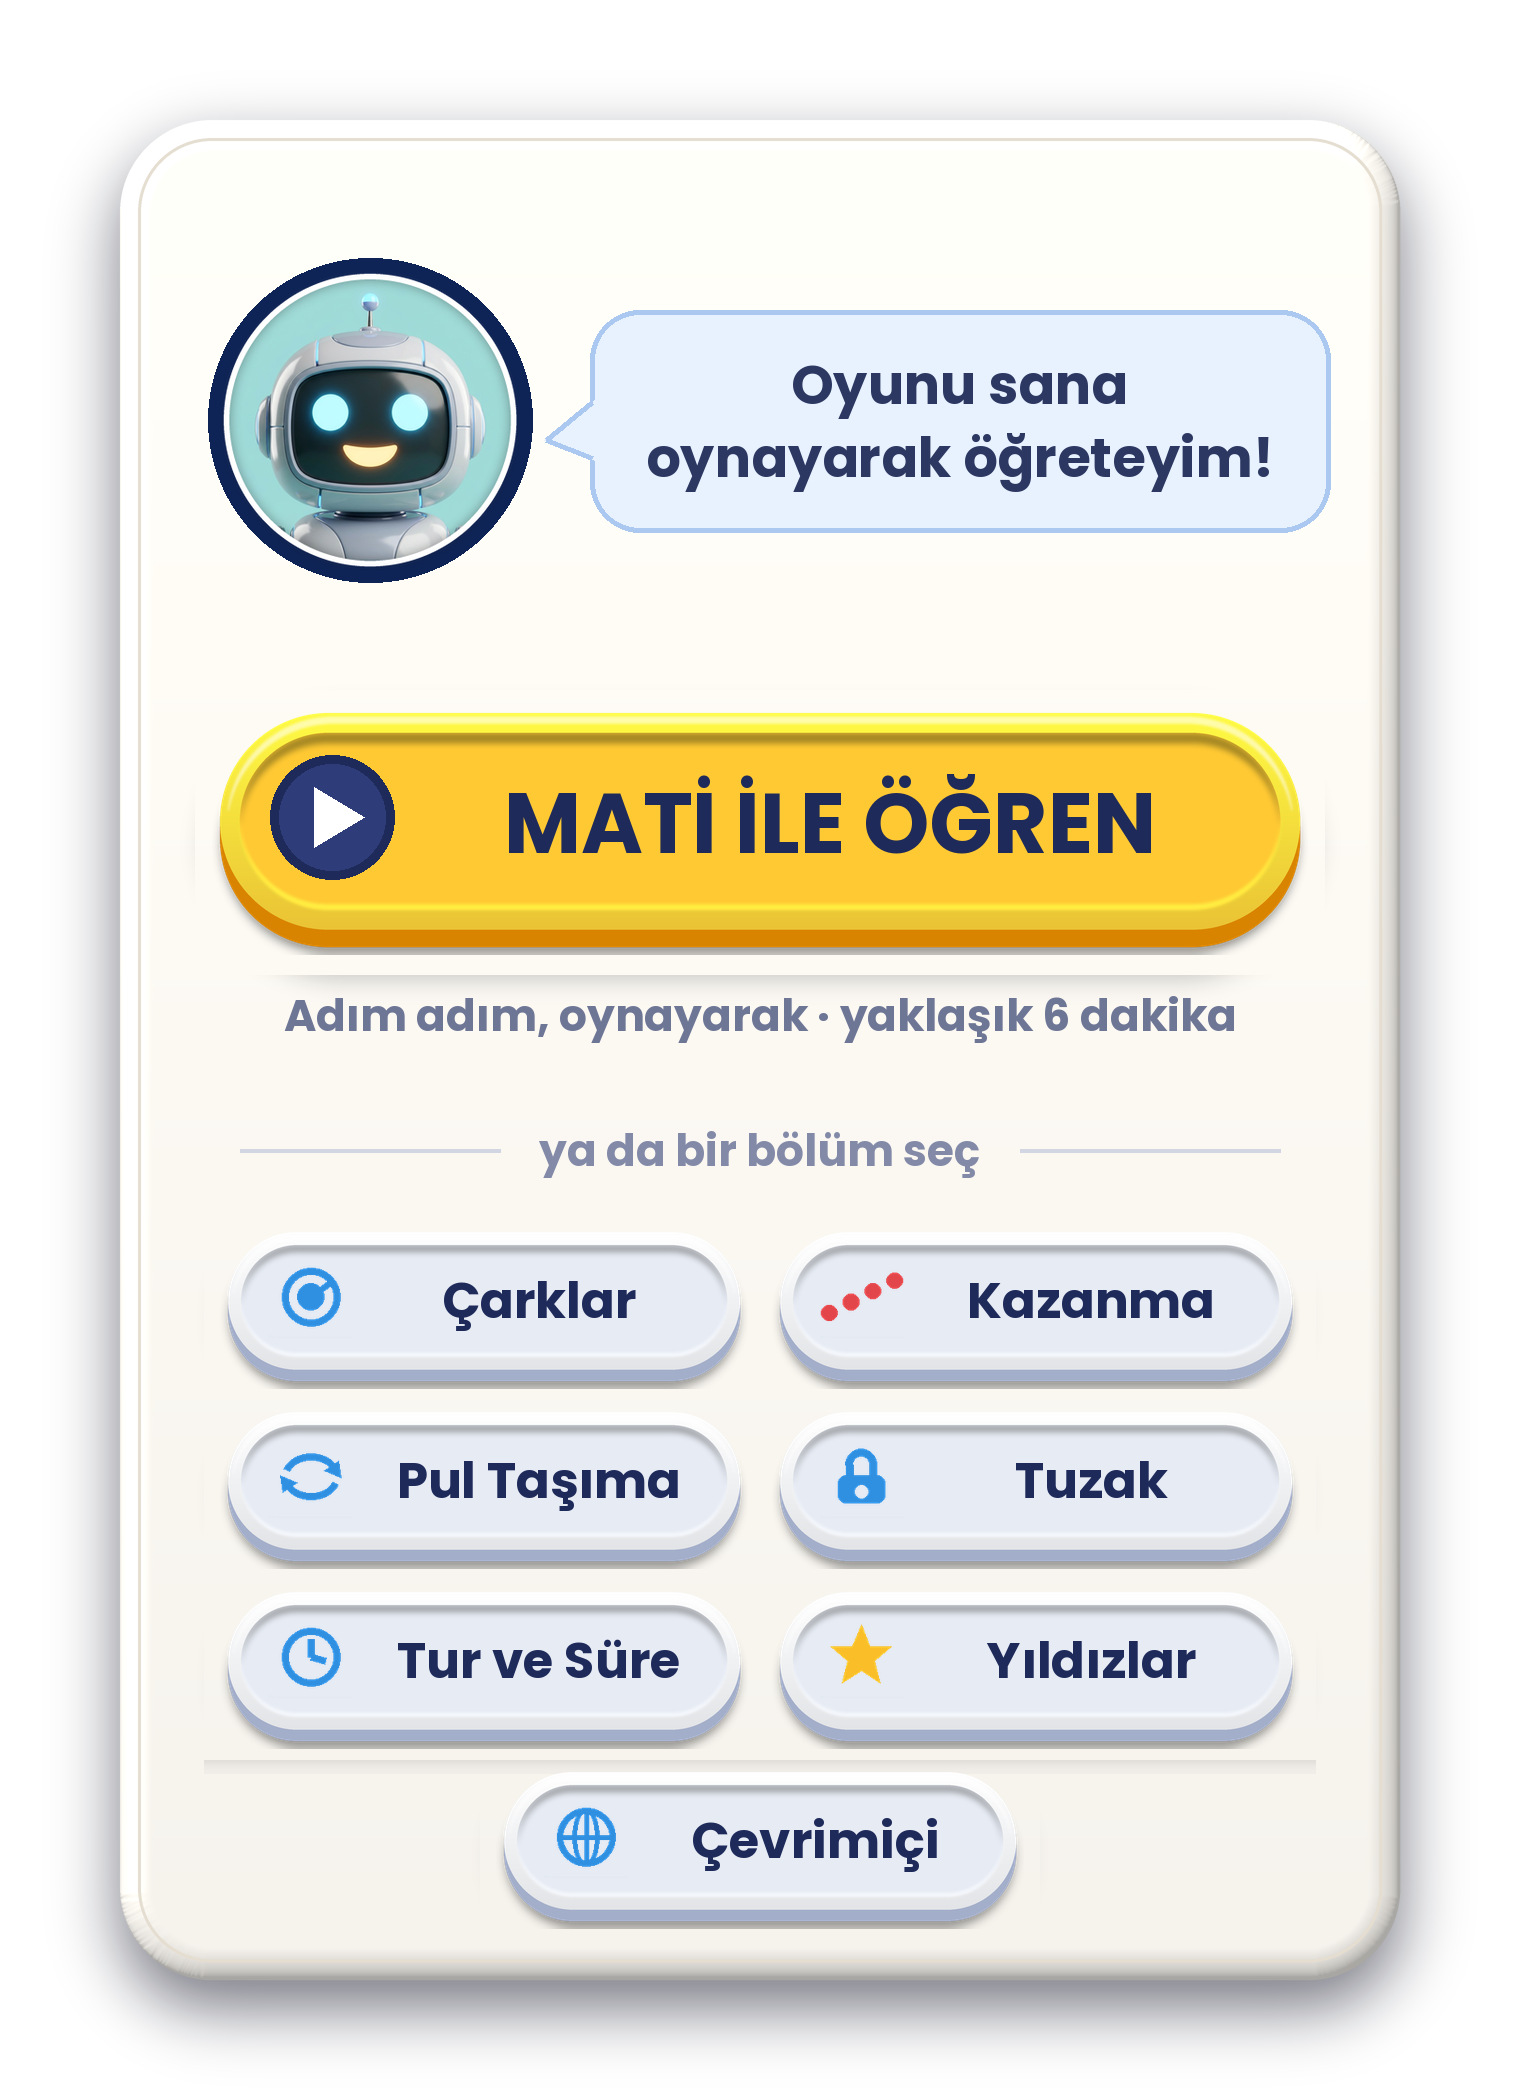 Oyunu sana
oynayarak öğreteyim!
MATİ İLE ÖĞREN
Adım adım, oynayarak · yaklaşık 6 dakika
ya da bir bölüm seç
Çarklar
Kazanma
Pul Taşıma
Tuzak
Tur ve Süre
Yıldızlar
Çevrimiçi